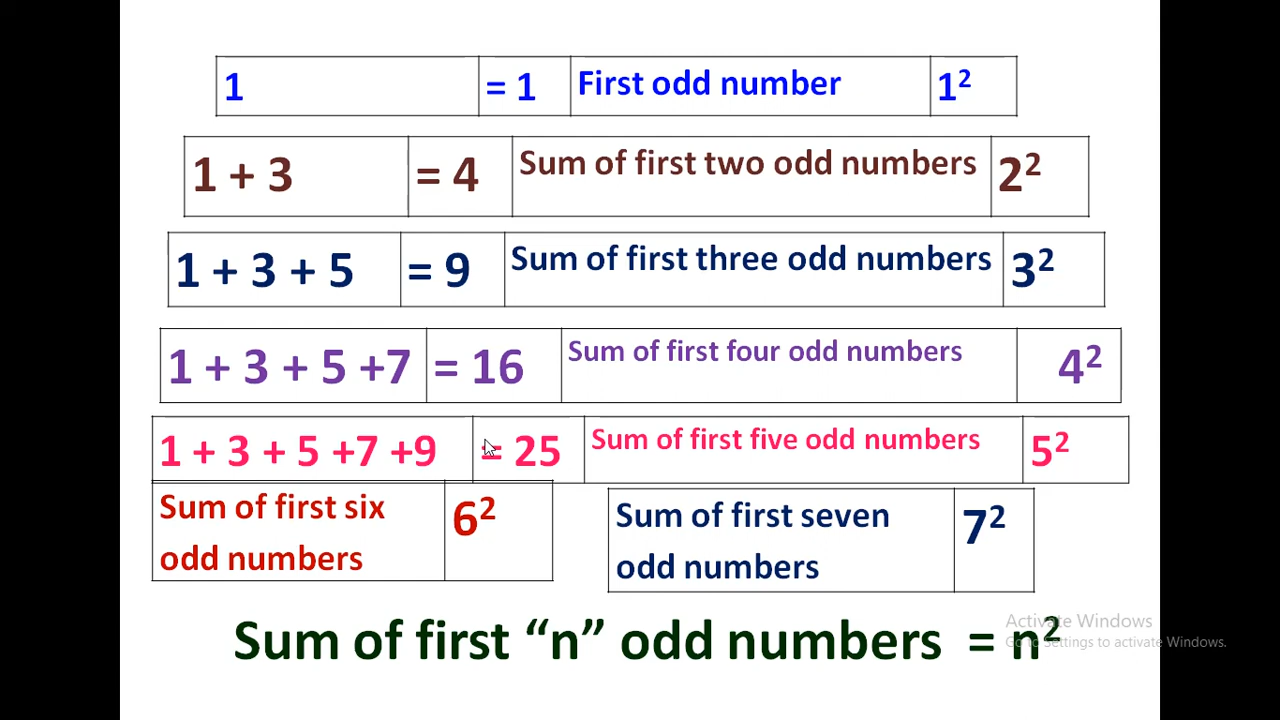 1 = 1 First odd number 1²
1 + 3 = 4 Sum of first two odd numbers 2²
1 + 3 + 5 = 9 Sum of first three odd numbers 3²
1 + 3 + 5 +7 = 16 Sum of first four odd numbers 4²
1 + 3 + 5 +7 +9 = 25 Sum of first five odd numbers 5²
Sum of first six
odd numbers 6²
Sum of first seven
odd numbers 7²
Sum of first “n” odd numbers = n²
Activate Windows
Go to Settings to activate Windows.